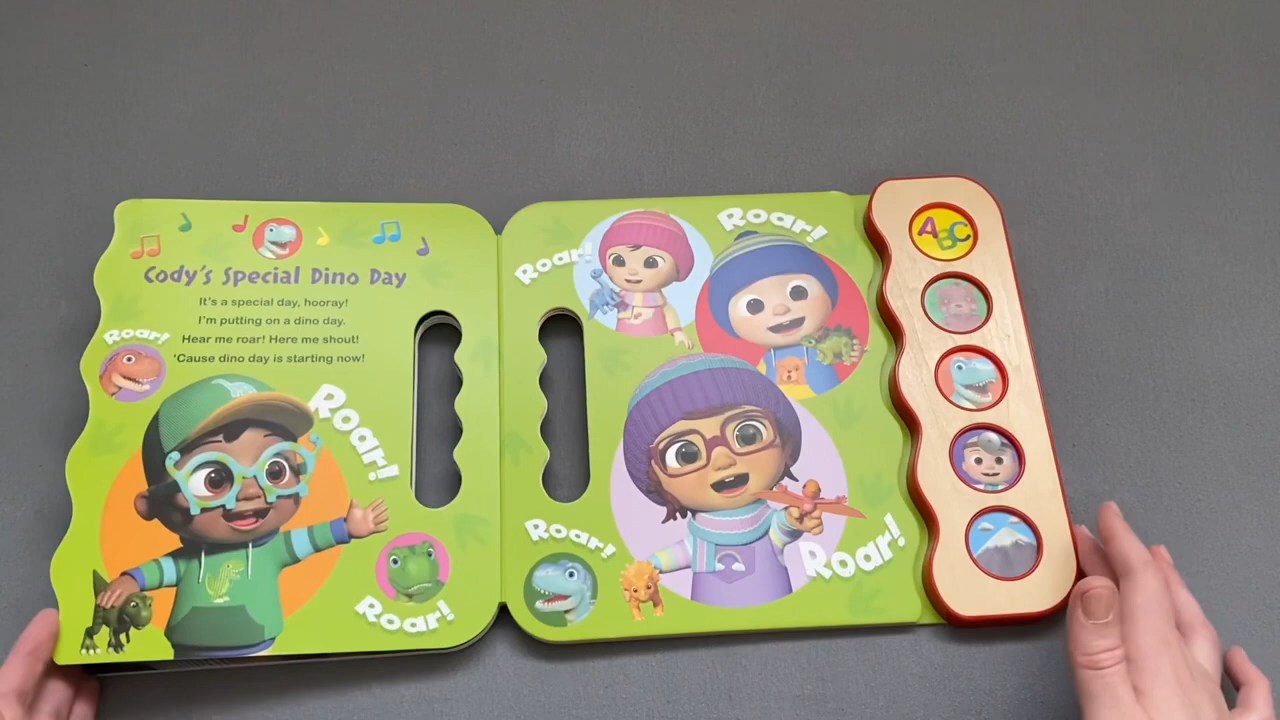 Cody's Special Dino Day
It's a special day, hooray!
I'm putting on a dino day.
Hear me roar! Here me shout!
'Cause dino day is starting now!
Roar!
Roar!
Roar!
Roar!
Roar!
Roar!
Roar!
ABC